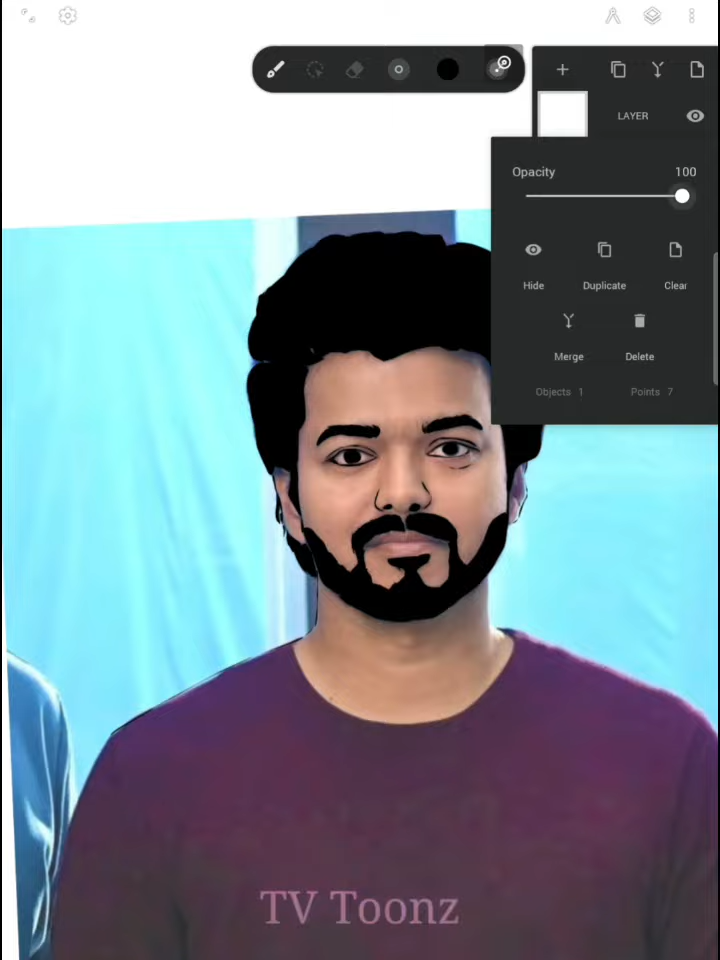 LAYER
Opacity 100
Hide Duplicate Clear
Merge Delete
Objects 1 Points 7
TV Toonz